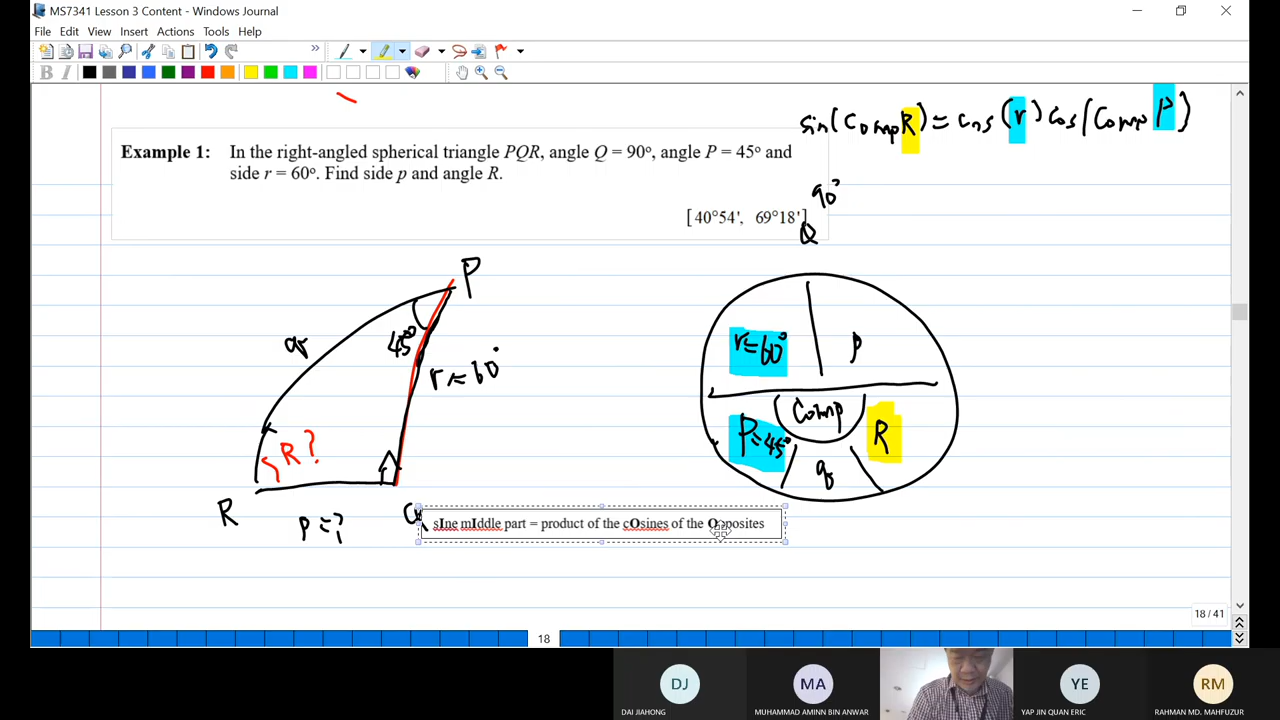 MS7341 Lesson 3 Content - Windows Journal
File Edit View Insert Actions Tools Help
sin(Comp R) = cos(r) cos(Comp P)
Example 1: In the right-angled spherical triangle PQR, angle Q = 90°, angle P = 45° and
side r = 60°. Find side p and angle R.
[40°54', 69°18']
90°
Q
P
45°
q
r = 60°
R?
R
p = ?
Q
r = 60°
p
Comp
P = 45°
R
q
sIne mIddle part = product of the cOsines of the Opposites
18 / 41
18
DJ
MA
YE
RM
DAI JIAHONG
MUHAMMAD AMINN BIN ANWAR
YAP JIN QUAN ERIC
RAHMAN MD. MAHFUZUR